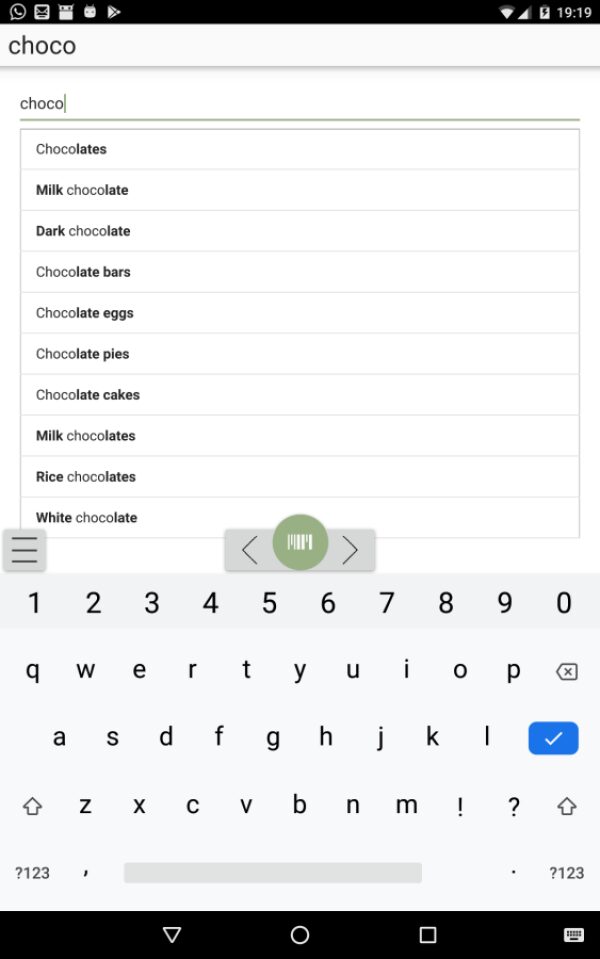 19:19
choco
choco
Chocolates
Milk chocolate
Dark chocolate
Chocolate bars
Chocolate eggs
Chocolate pies
Chocolate cakes
Milk chocolates
Rice chocolates
White chocolate
1 2 3 4 5 6 7 8 9 0
q w e r t y u i o p
a s d f g h j k l
z x c v b n m ! ?
?123 , . ?123